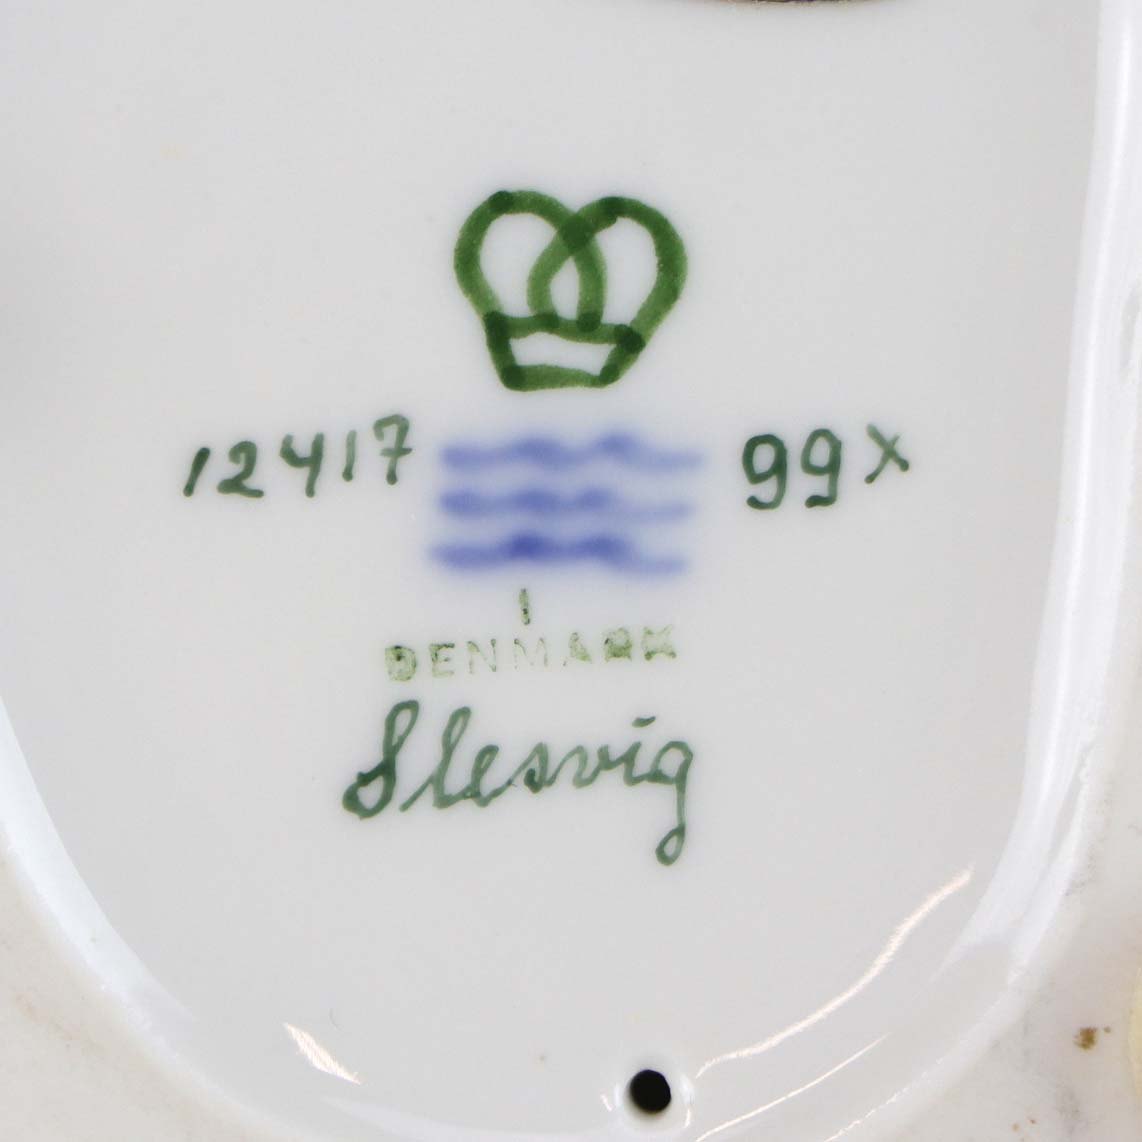 12417 99x
I
DENMARK
Slesvig